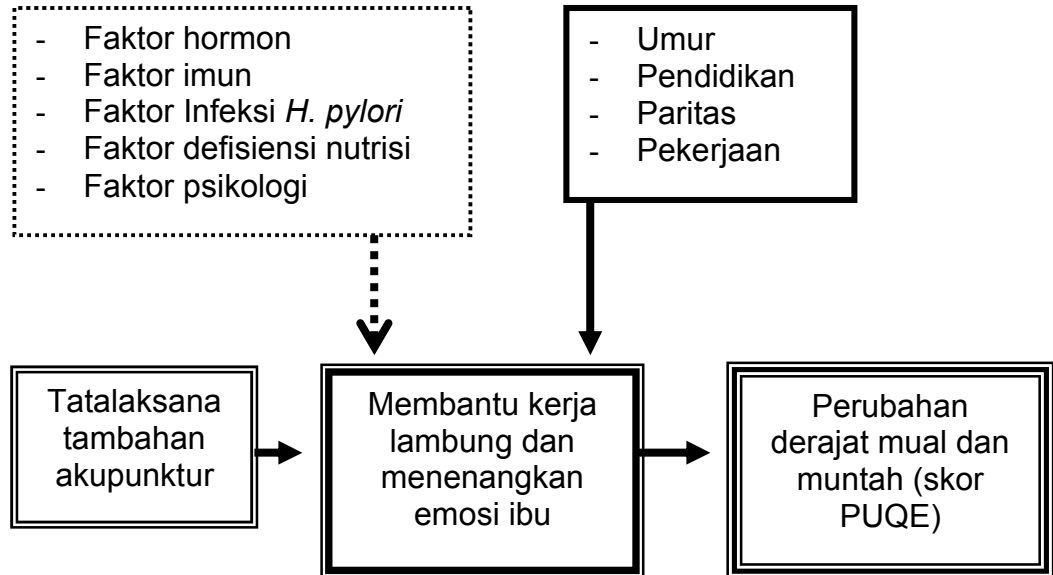 - Faktor hormon
- Faktor imun
- Faktor Infeksi H. pylori
- Faktor defisiensi nutrisi
- Faktor psikologi
- Umur
- Pendidikan
- Paritas
- Pekerjaan
Tatalaksana
tambahan
akupunktur
Membantu kerja
lambung dan
menenangkan
emosi ibu
Perubahan
derajat mual dan
muntah (skor
PUQE)